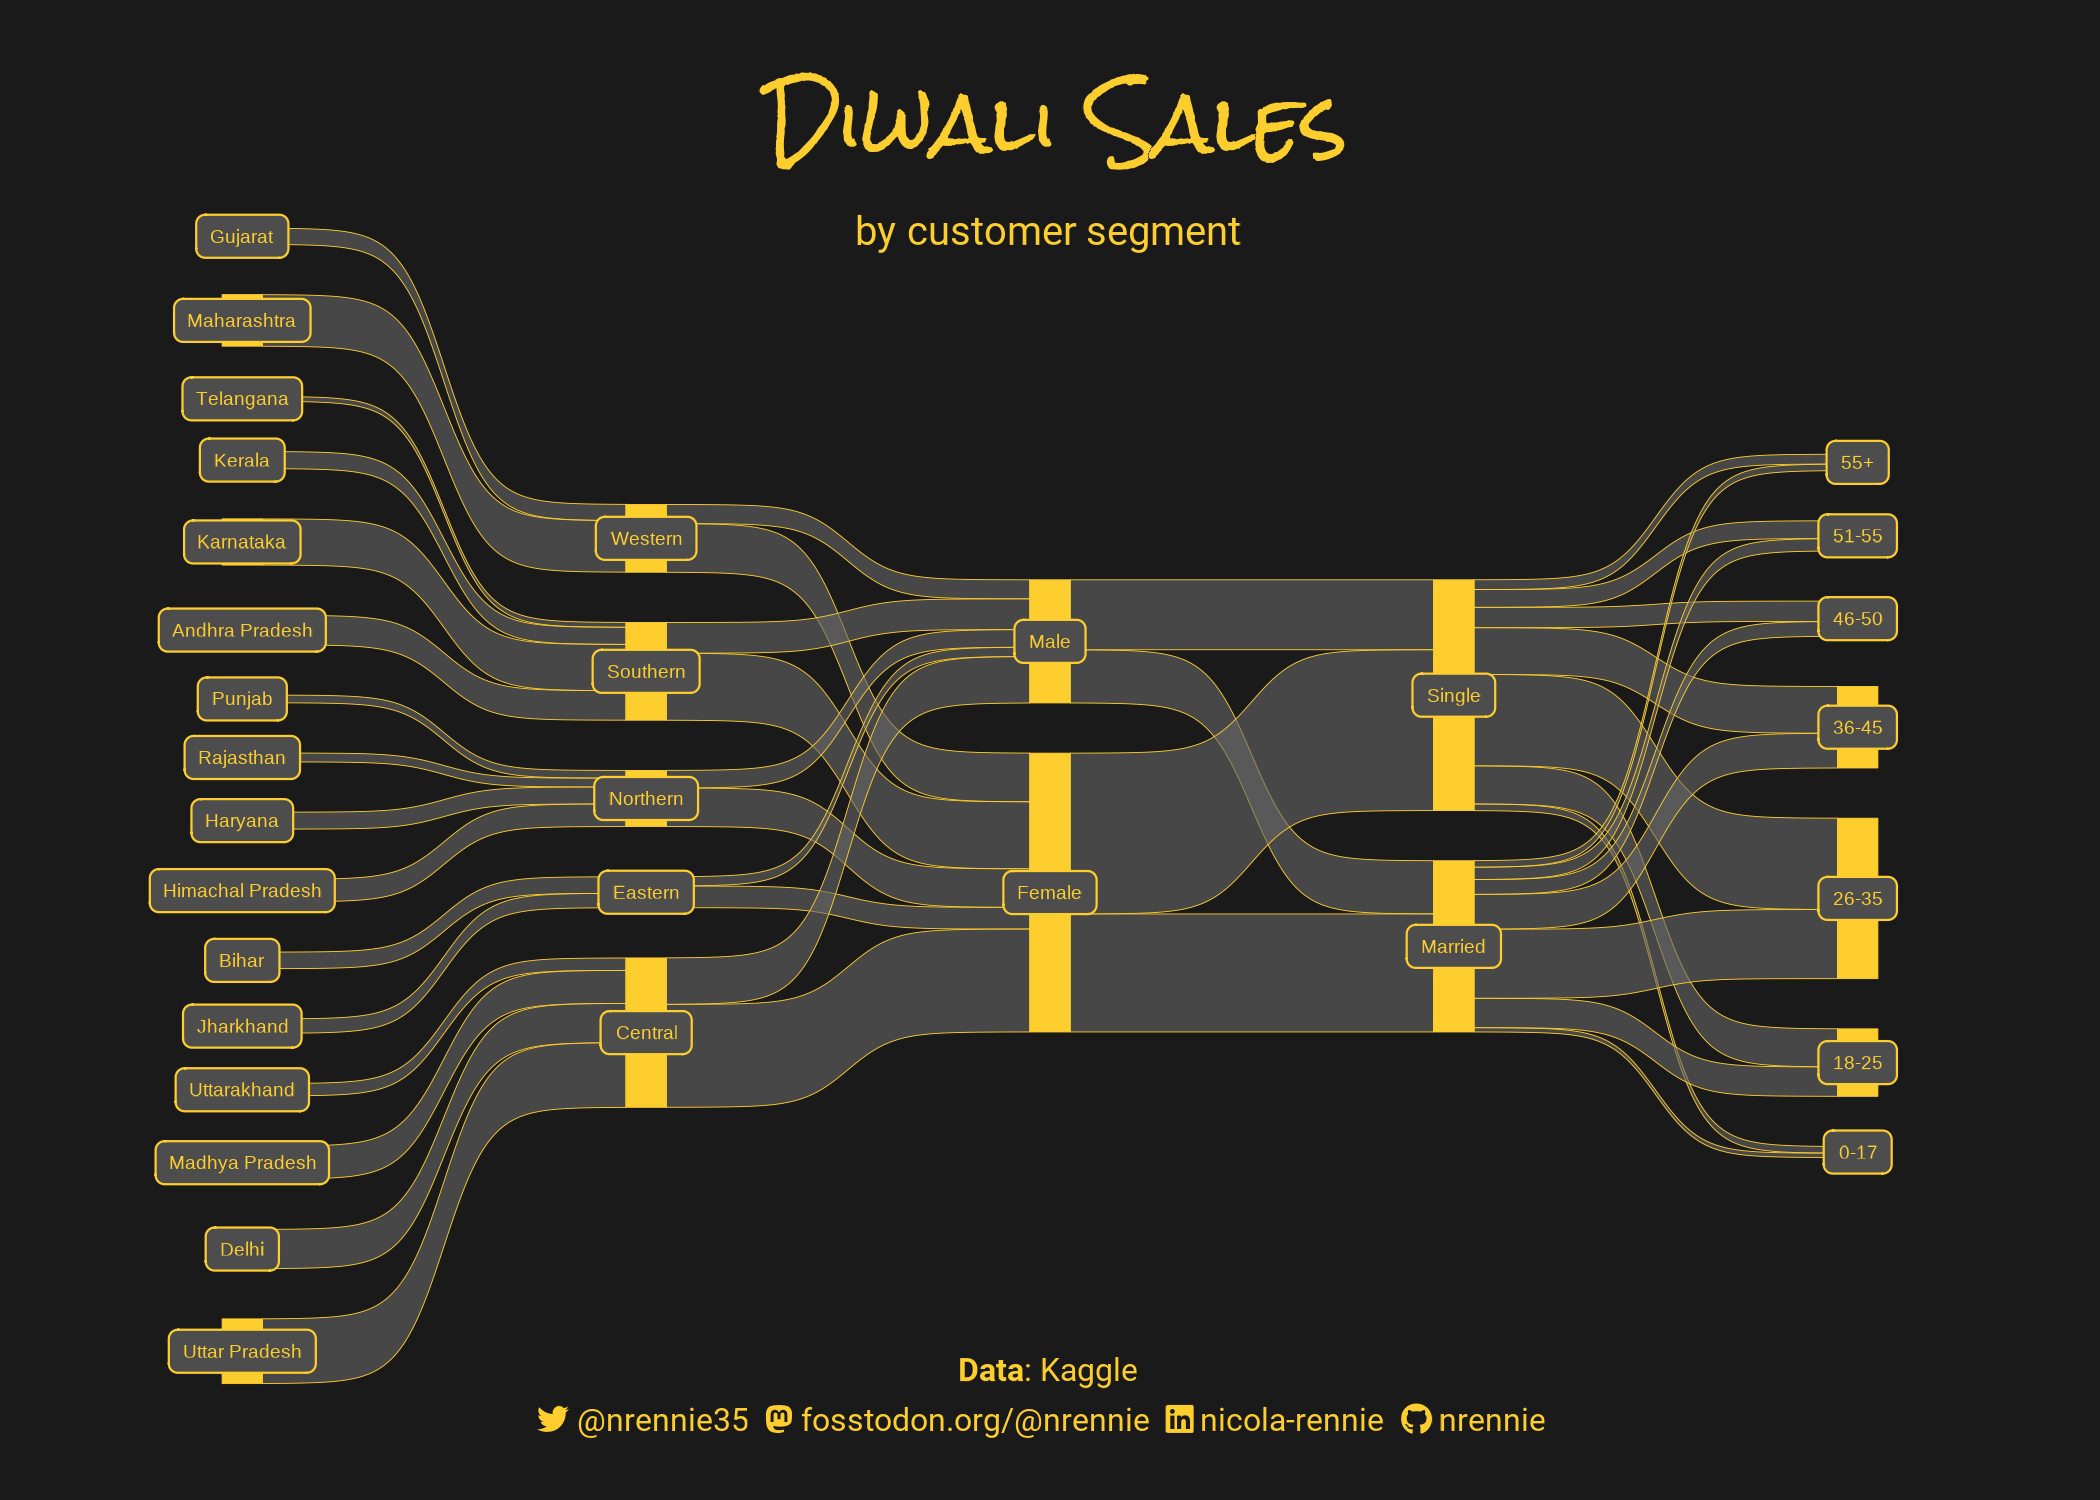 Diwali Sales
by customer segment
Gujarat
Maharashtra
Telangana
Kerala
Karnataka
Andhra Pradesh
Punjab
Rajasthan
Haryana
Himachal Pradesh
Bihar
Jharkhand
Uttarakhand
Madhya Pradesh
Delhi
Uttar Pradesh
Western
Southern
Northern
Eastern
Central
Male
Female
Single
Married
55+
51-55
46-50
36-45
26-35
18-25
0-17
Data: Kaggle
@nrennie35 fosstodon.org/@nrennie nicola-rennie nrennie